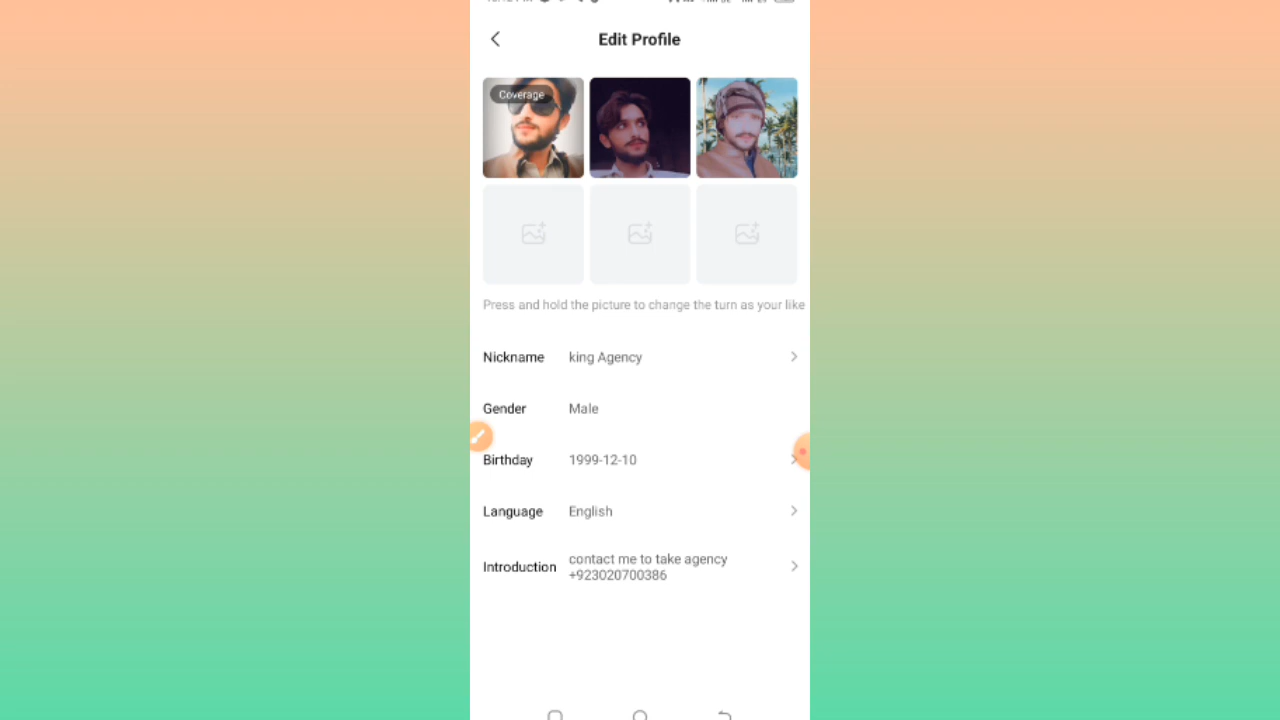 Edit Profile
Coverage
Press and hold the picture to change the turn as your like
Nickname king Agency
Gender Male
Birthday 1999-12-10
Language English
Introduction contact me to take agency
+923020700386